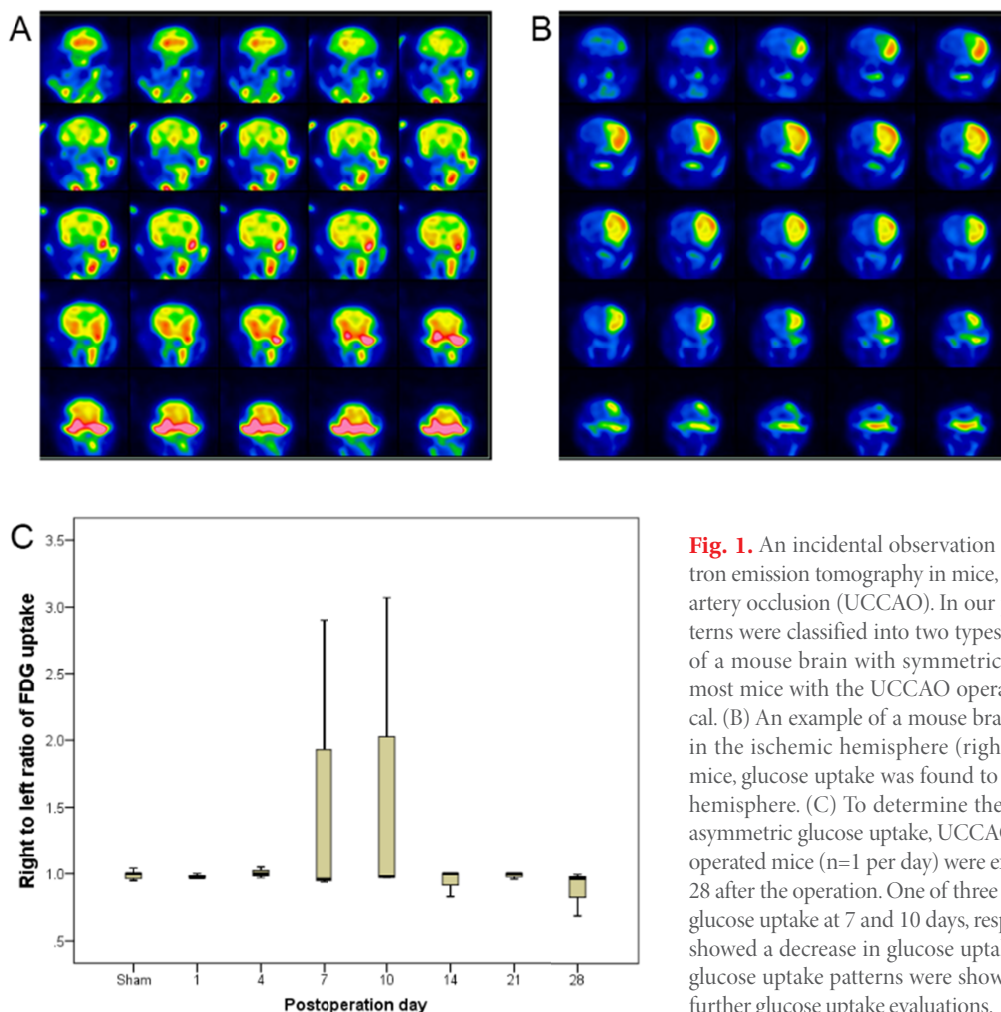 A
B
C
3.5
3.0
2.5
2.0
1.5
1.0
.5
Right to left ratio of FDG uptake
Sham 1 4 7 10 14 21 28
Postoperation day
Fig. 1. An incidental observation
tron emission tomography in mice,
artery occlusion (UCCAO). In our
terns were classified into two types
of a mouse brain with symmetric
most mice with the UCCAO opera
cal. (B) An example of a mouse bra
in the ischemic hemisphere (right
mice, glucose uptake was found to
hemisphere. (C) To determine the
asymmetric glucose uptake, UCCAO
operated mice (n=1 per day) were e
28 after the operation. One of three
glucose uptake at 7 and 10 days, resp
showed a decrease in glucose upta
glucose uptake patterns were show
further glucose uptake evaluations.